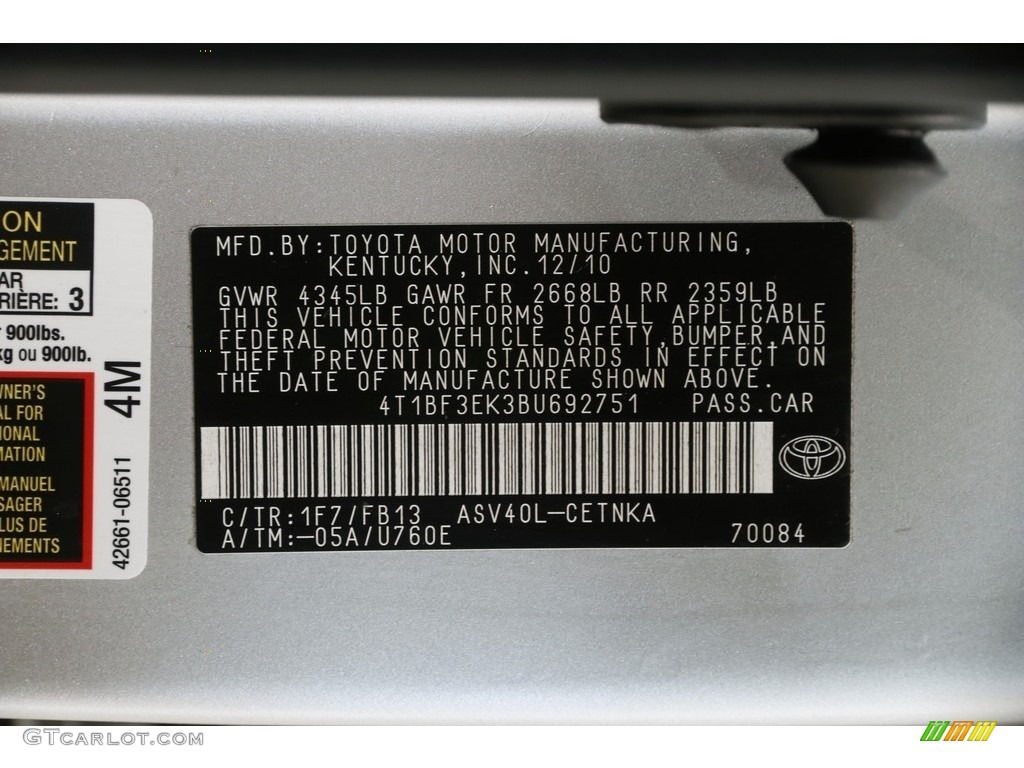 ON
GEMENT
AR
RIÈRE: 3
900lbs.
kg ou 900lb.
WNER'S
AL FOR
IONAL
MATION
MANUEL
SAGER
LUS DE
NEMENTS
4M
42661-06511
MFD.BY:TOYOTA MOTOR MANUFACTURING,
KENTUCKY,INC.12/10
GVWR 4345LB GAWR FR 2668LB RR 2359LB
THIS VEHICLE CONFORMS TO ALL APPLICABLE
FEDERAL MOTOR VEHICLE SAFETY,BUMPER,AND
THEFT PREVENTION STANDARDS IN EFFECT ON
THE DATE OF MANUFACTURE SHOWN ABOVE.
4T1BF3EK3BU692751 PASS.CAR
C/TR:1F7/FB13 ASV40L-CETNKA
A/TM:-05A/U760E 70084
GTCARLOT.COM